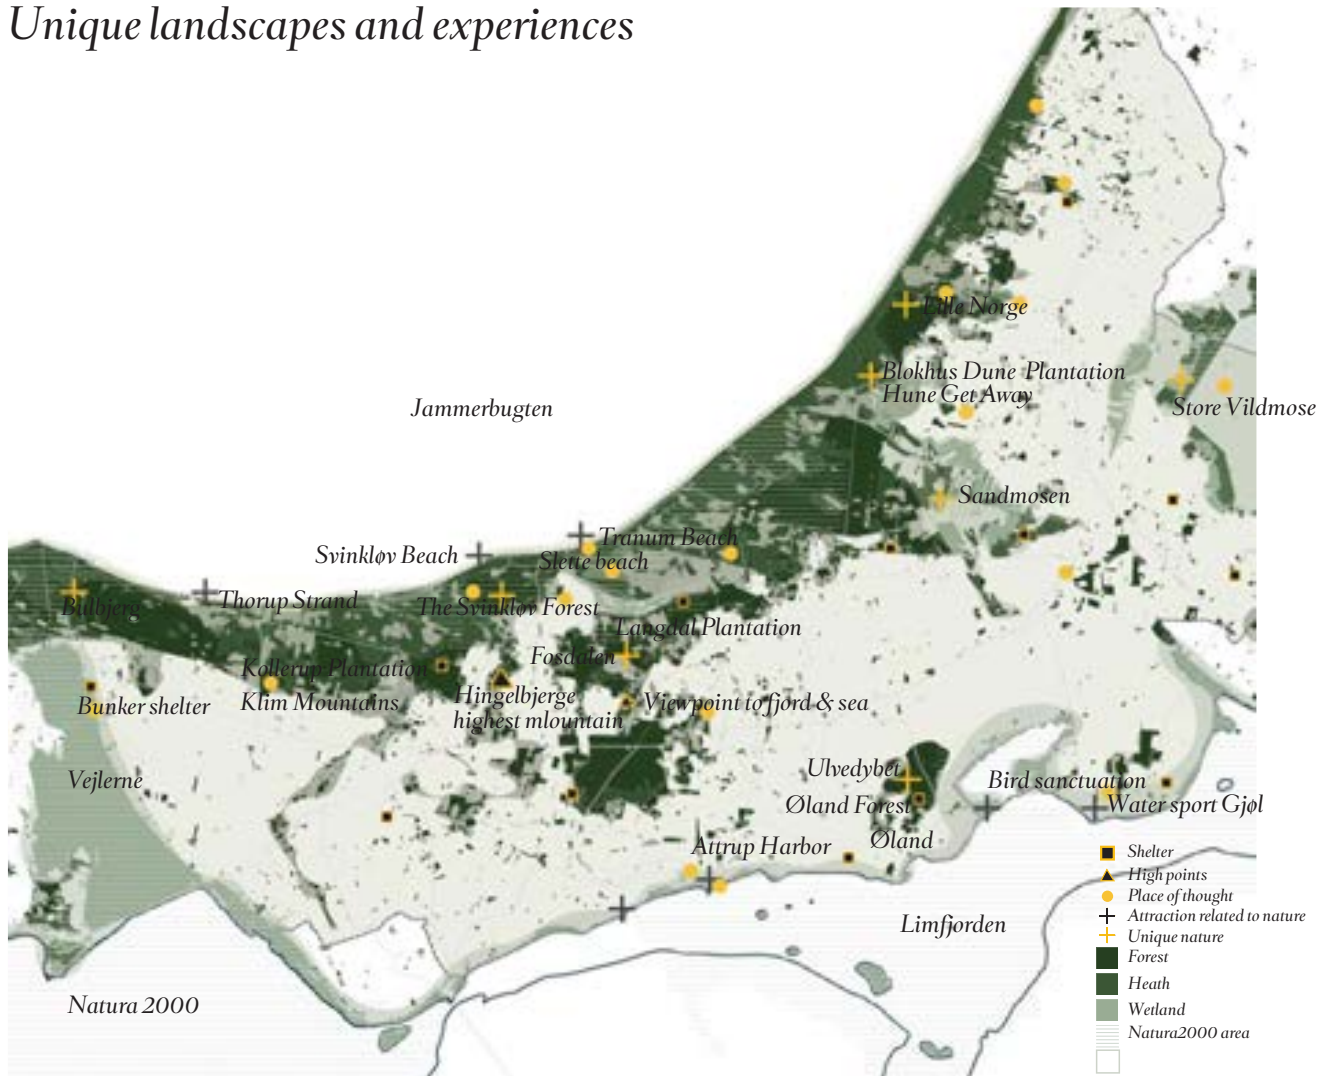 Unique landscapes and experiences
Lille Norge
Blokhus Dune Plantation
Hune Get Away
Jammerbugten
Store Vildmose
Sandmosen
Tranum Beach
Svinkløv Beach
Slette beach
Bulbjerg
Thorup Strand
The Svinkløv Forest
Langdal Plantation
Fosdalen
Kollerup Plantation
Klim Mountains
Hingelbjerge
highest mlountain
Viewpoint to fjord & sea
Bunker shelter
Vejlerne
Ulvedybet
Bird sanctuation
Øland Forest
Water sport Gjøl
Øland
Attrup Harbor
Limfjorden
Natura 2000
Shelter
High points
Place of thought
Attraction related to nature
Unique nature
Forest
Heath
Wetland
Natura2000 area